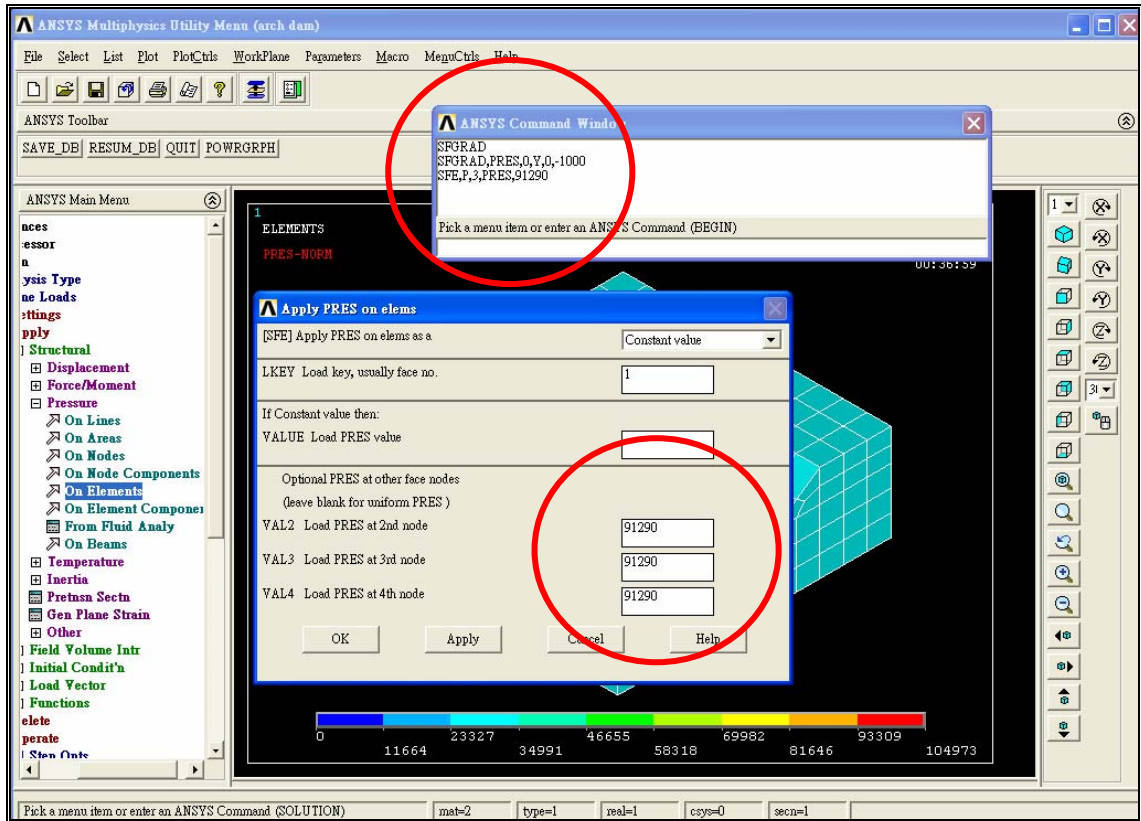 ANSYS Multiphysics Utility Menu (arch dam)
File Select List Plot PlotCtrls WorkPlane Parameters Macro MenuCtrls Help
ANSYS Toolbar
SAVE_DB RESUM_DB QUIT POWRGRPH
ANSYS Command Window
SFGRAD
SFGRAD,PRES,0,Y,0,-1000
SFE,P,3,PRES,91290
Pick a menu item or enter an ANSYS Command (BEGIN)
ANSYS Main Menu
nces
essor
n
ysis Type
ne Loads
ettings
pply
Structural
Displacement
Force/Moment
Pressure
On Lines
On Areas
On Nodes
On Node Components
On Elements
On Element Componen
From Fluid Analy
On Beams
Temperature
Inertia
Pretnsn Sectn
Gen Plane Strain
Other
Field Volume Intr
Initial Condit'n
Load Vector
Functions
elete
perate
Step Opts
1
ELEMENTS
PRES-NORM
00:36:59
Apply PRES on elems
[SFE] Apply PRES on elems as a Constant value
LKEY Load key, usually face no. 1
If Constant value then:
VALUE Load PRES value
Optional PRES at other face nodes
(leave blank for uniform PRES )
VAL2 Load PRES at 2nd node 91290
VAL3 Load PRES at 3rd node 91290
VAL4 Load PRES at 4th node 91290
OK Apply Cancel Help
0 23327 46655 69982 93309
11664 34991 58318 81646 104973
1
Pick a menu item or enter an ANSYS Command (SOLUTION) mat=2 type=1 real=1 csys=0 secn=1